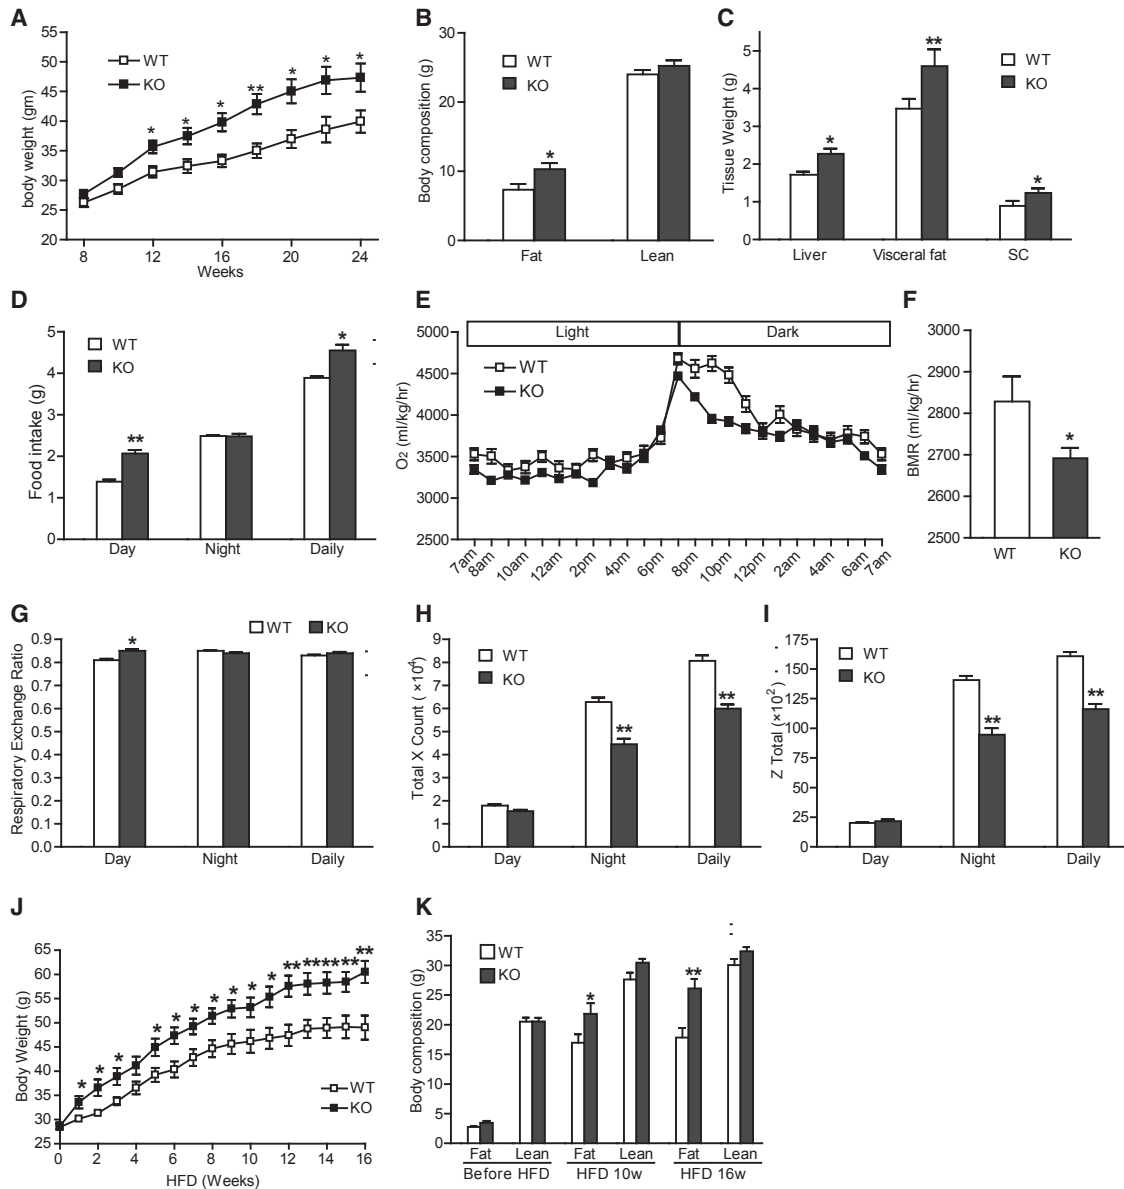 A
55
50
45
40
35
30
25
20
body weight (gm)
WT
KO
* * * ** * * *
8 12 16 20 24
Weeks
B
30
20
10
0
Body composition (g)
WT
KO
*
Fat Lean
C
5
4
3
2
1
0
Tissue Weight (g)
WT
KO
* ** *
Liver Visceral fat SC
D
5
4
3
2
1
0
Food intake (g)
WT
KO
** *
Day Night Daily
E
Light Dark
5000
4500
4000
3500
3000
2500
O2 (ml/kg/hr)
WT
KO
7am 8am 10am 12am 2pm 4pm 6pm 8pm 10pm 12pm 2am 4am 6am 7am
F
3000
2900
2800
2700
2600
2500
BMR (ml/kg/hr)
*
WT KO
G
0.9
0.8
0.7
0.6
0.5
0.4
0.3
0.2
0.1
0.0
Respiratory Exchange Ratio
WT KO
*
Day Night Daily
H
9
8
7
6
5
4
3
2
1
0
Total X Count ( ×10⁴)
WT
KO
** **
Day Night Daily
I
175
150
125
100
75
50
25
0
Z Total (×10²)
WT
KO
** **
Day Night Daily
J
65
60
55
50
45
40
35
30
25
Body Weight (g)
* * * * * * * * * * ** ** ** ** **
WT
KO
0 2 4 6 8 10 12 14 16
HFD (Weeks)
K
35
30
25
20
15
10
5
0
Body composition (g)
WT
KO
* **
Fat Lean Fat Lean Fat Lean
Before HFD HFD 10w HFD 16w